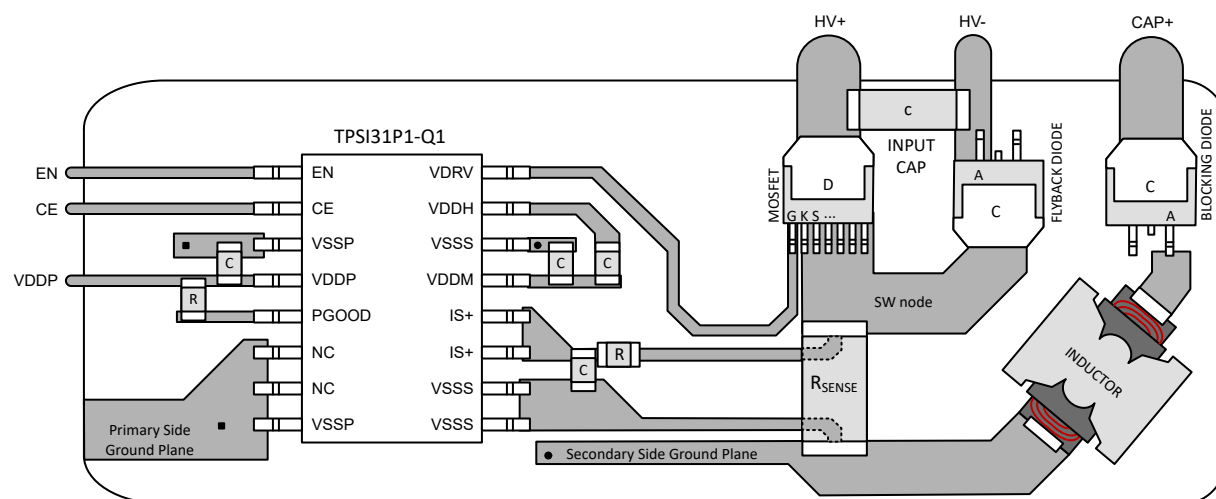 HV+
HV-
CAP+
TPSI31P1-Q1
C
INPUT
CAP
MOSFET
D
G K S ...
FLYBACK DIODE
A
C
BLOCKING DIODE
C
A
EN
EN
VDRV
CE
CE
VDDH
VSSP
VSSS
C
C
C
VDDP
VDDP
VDDM
R
PGOOD
IS+
SW node
NC
IS+
R
C
RSENSE
INDUCTOR
NC
VSSS
VSSP
VSSS
Primary Side
Ground Plane
Secondary Side Ground Plane